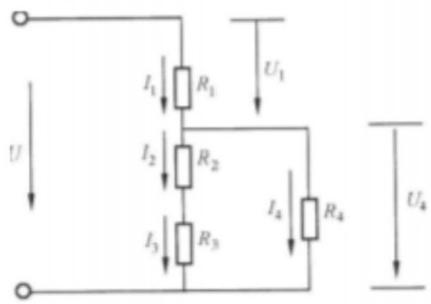 I₁ R₁ U₁
U I₂ R₂
I₄ R₄ U₄
I₃ R₃